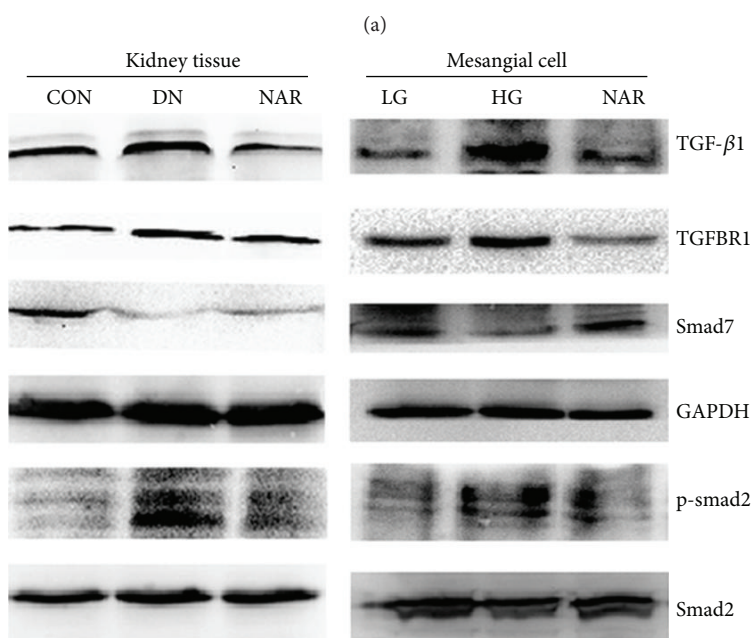 (a)
Kidney tissue
Mesangial cell
CON DN NAR
LG HG NAR
TGF-β1
TGFBR1
Smad7
GAPDH
p-smad2
Smad2